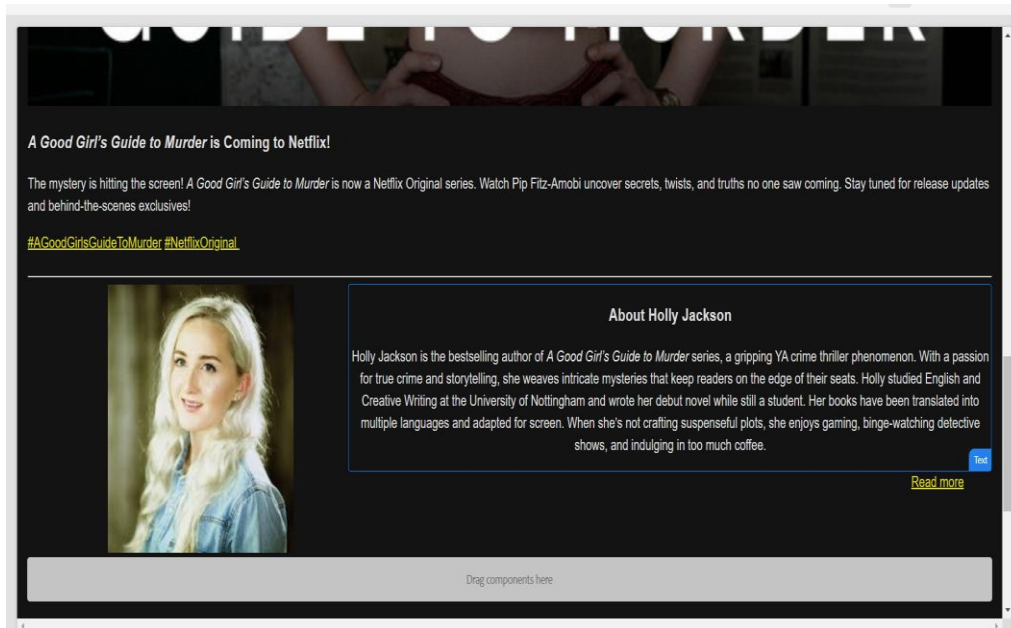 GUIDE TO MURDER
A Good Girl's Guide to Murder is Coming to Netflix!
The mystery is hitting the screen! A Good Girl's Guide to Murder is now a Netflix Original series. Watch Pip Fitz-Amobi uncover secrets, twists, and truths no one saw coming. Stay tuned for release updates
and behind-the-scenes exclusives!
#AGoodGirlsGuideToMurder #NetflixOriginal
About Holly Jackson
Holly Jackson is the bestselling author of A Good Girl's Guide to Murder series, a gripping YA crime thriller phenomenon. With a passion
for true crime and storytelling, she weaves intricate mysteries that keep readers on the edge of their seats. Holly studied English and
Creative Writing at the University of Nottingham and wrote her debut novel while still a student. Her books have been translated into
multiple languages and adapted for screen. When she's not crafting suspenseful plots, she enjoys gaming, binge-watching detective
shows, and indulging in too much coffee.
Text
Read more
Drag components here